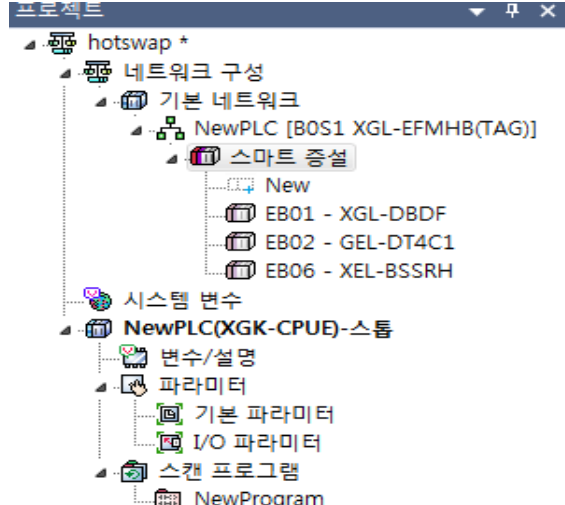 프로젝트
hotswap *
네트워크 구성
기본 네트워크
NewPLC [B0S1 XGL-EFMHB(TAG)]
스마트 증설
New
EB01 - XGL-DBDF
EB02 - GEL-DT4C1
EB06 - XEL-BSSRH
시스템 변수
NewPLC(XGK-CPUE)-스톱
변수/설명
파라미터
기본 파라미터
I/O 파라미터
스캔 프로그램
NewProgram